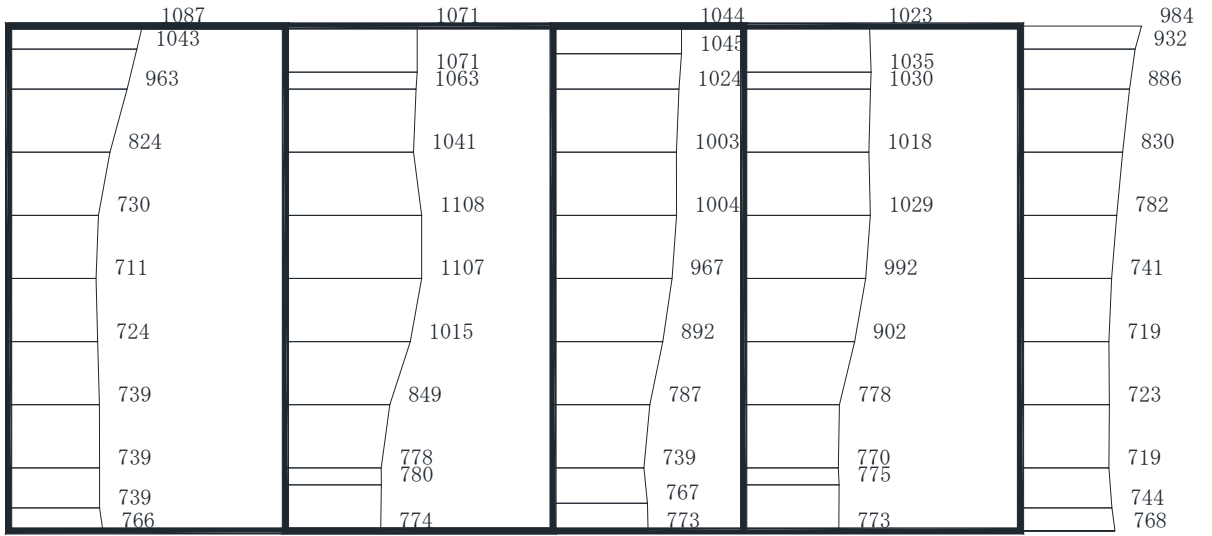 1087 1071 1044 1023 984
1043 1045 932
963 1071 1024 1035 886
1063 1030
824 1041 1003 1018 830
730 1108 1004 1029 782
711 1107 967 992 741
724 1015 892 902 719
739 849 787 778 723
739 778 739 770 719
780 775
739 767 744
766 774 773 773 768